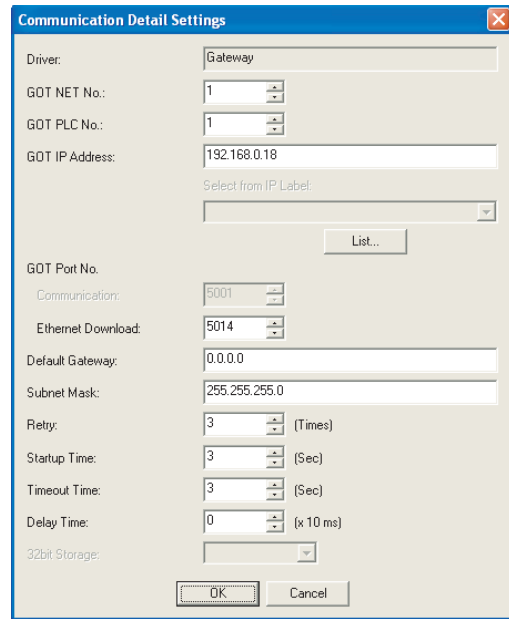 Communication Detail Settings
Driver: Gateway
GOT NET No.: 1
GOT PLC No.: 1
GOT IP Address: 192.168.0.18
Select from IP Label:
List...
GOT Port No.
Communication: 5001
Ethernet Download: 5014
Default Gateway: 0.0.0.0
Subnet Mask: 255.255.255.0
Retry: 3 (Times)
Startup Time: 3 (Sec)
Timeout Time: 3 (Sec)
Delay Time: 0 (x 10 ms)
32bit Storage:
OK Cancel